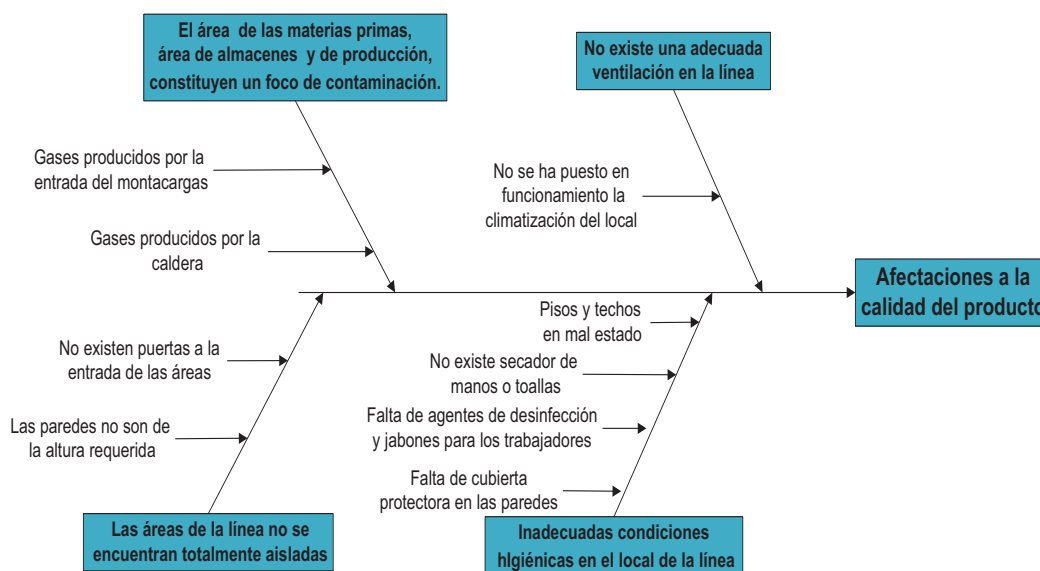 El área de las materias primas,
área de almacenes y de producción,
constituyen un foco de contaminación.
No existe una adecuada
ventilación en la línea
Gases producidos por la
entrada del montacargas
No se ha puesto en
funcionamiento la
climatización del local
Gases producidos por la
caldera
Afectaciones a la
calidad del producto
Pisos y techos
en mal estado
No existen puertas a la
entrada de las áreas
No existe secador de
manos o toallas
Las paredes no son de
la altura requerida
Falta de agentes de desinfección
y jabones para los trabajadores
Falta de cubierta
protectora en las paredes
Las áreas de la línea no se
encuentran totalmente aisladas
Inadecuadas condiciones
hIgiénicas en el local de la línea